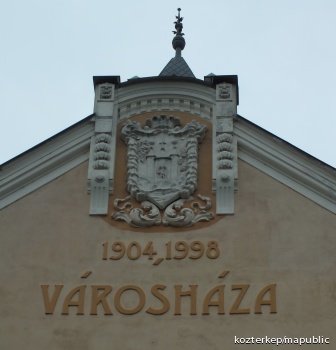 1904, 1998
VÁROSHÁZA
kozterkep/mapublic